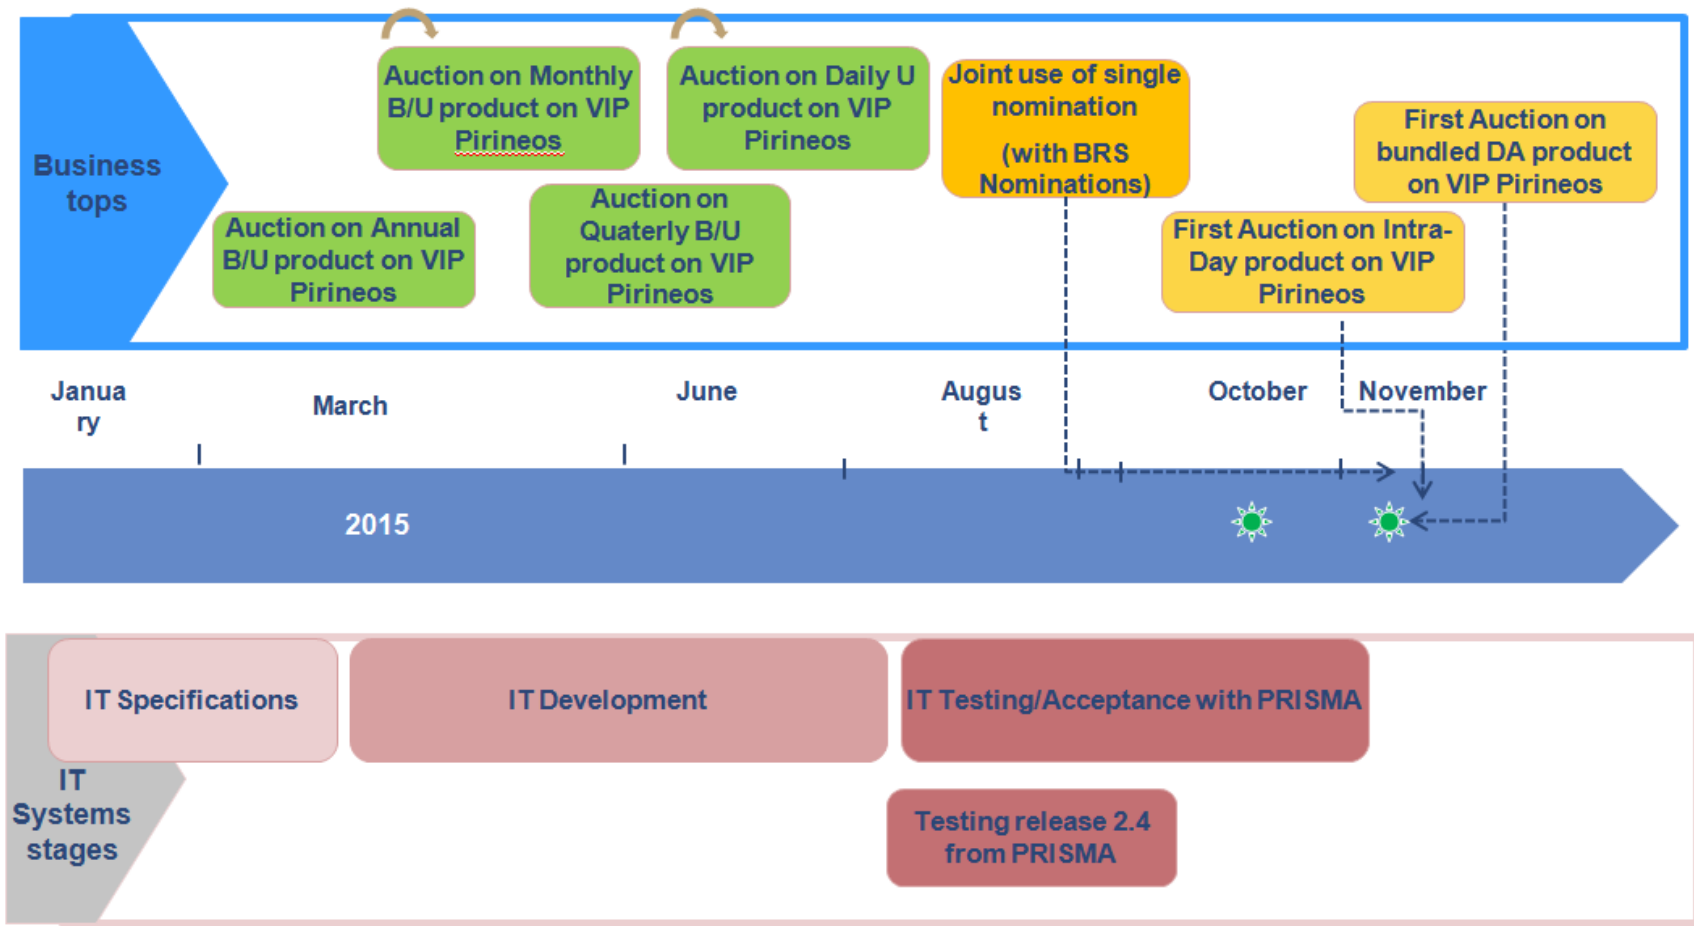 Business
tops
Auction on Monthly
B/U product on VIP
Pirineos
Auction on Daily U
product on VIP
Pirineos
Joint use of single
nomination
(with BRS
Nominations)
First Auction on
bundled DA product
on VIP Pirineos
Auction on Annual
B/U product on VIP
Pirineos
Auction on
Quaterly B/U
product on VIP
Pirineos
First Auction on Intra-
Day product on VIP
Pirineos
Janua
ry
March
June
Augus
t
October
November
2015
IT Specifications
IT Development
IT Testing/Acceptance with PRISMA
IT
Systems
stages
Testing release 2.4
from PRISMA